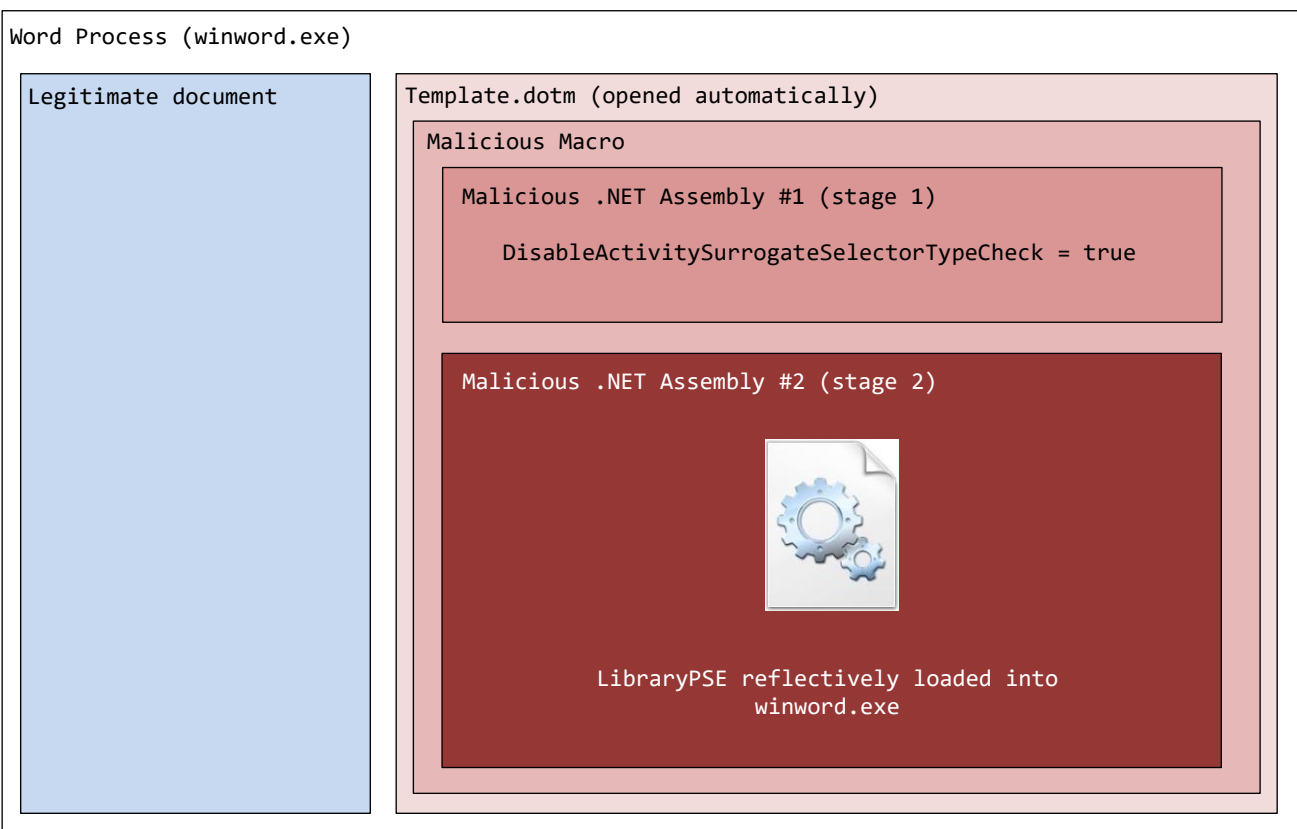 Word Process (winword.exe)
Legitimate document
Template.dotm (opened automatically)
Malicious Macro
Malicious .NET Assembly #1 (stage 1)
DisableActivitySurrogateSelectorTypeCheck = true
Malicious .NET Assembly #2 (stage 2)
LibraryPSE reflectively loaded into
winword.exe